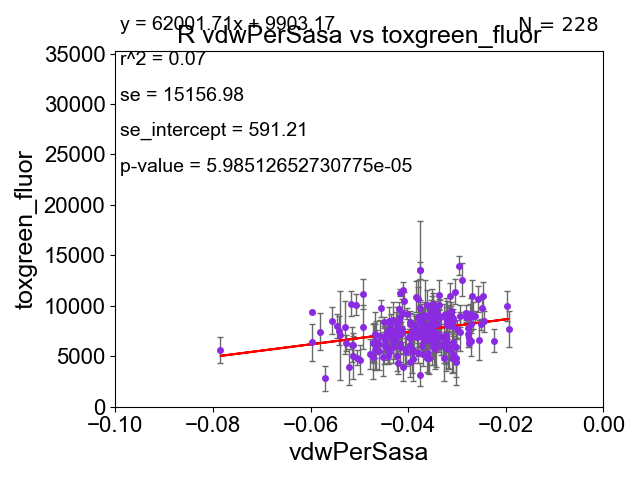 y = 62001.71x + 9903.17
N = 228
R vdwPerSasa vs toxgreen_fluor
r^2 = 0.07
se = 15156.98
se_intercept = 591.21
p-value = 5.98512652730775e-05
35000
30000
25000
20000
15000
10000
5000
0
toxgreen_fluor
−0.10 −0.08 −0.06 −0.04 −0.02 0.00
vdwPerSasa